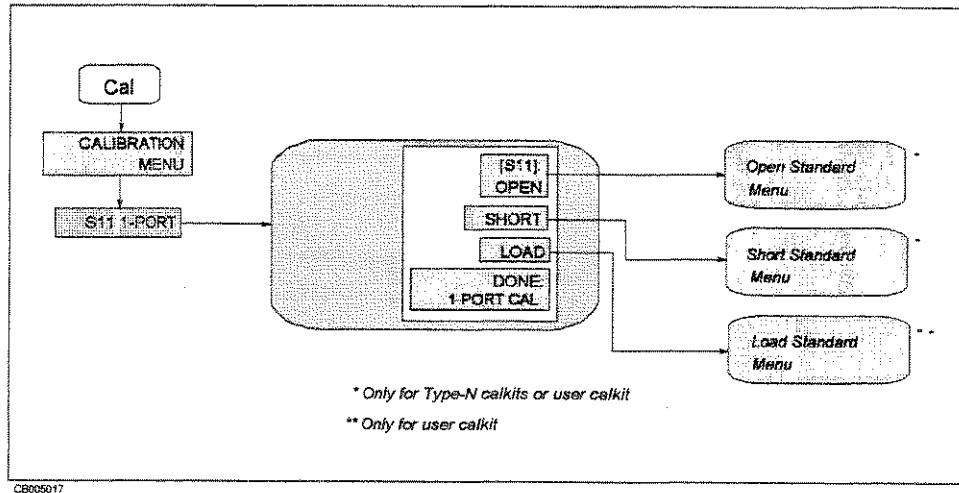 Cal
CALIBRATION
MENU
S11 1-PORT
[S11]:
OPEN
SHORT
LOAD
DONE:
1-PORT CAL
Open Standard
Menu
*
Short Standard
Menu
*
Load Standard
Menu
**
* Only for Type-N calkits or user calkit
** Only for user calkit
CB005017